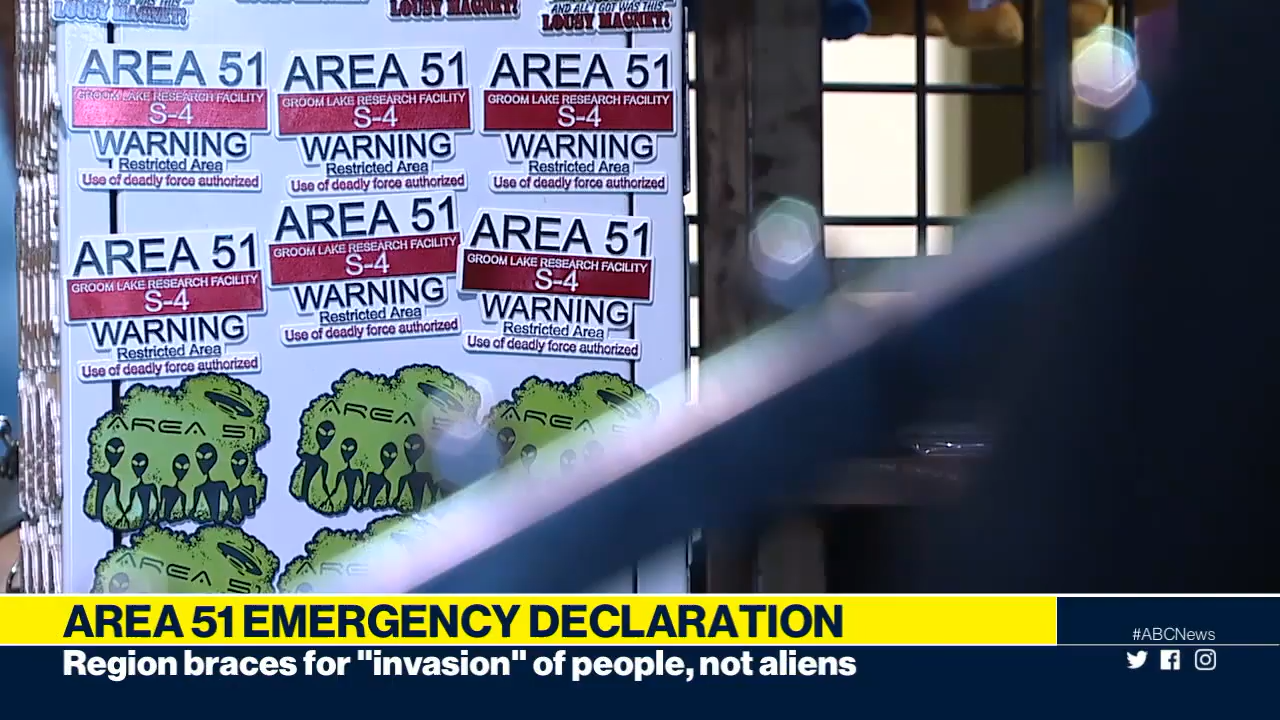 AND ALL I GOT WAS THIS
LOUSY MAGNET!
LOUSY MAGNET!
LOUSY MAGNET!
AREA 51
GROOM LAKE RESEARCH FACILITY
S-4
WARNING
Restricted Area
Use of deadly force authorized
AREA 51
GROOM LAKE RESEARCH FACILITY
S-4
WARNING
Restricted Area
Use of deadly force authorized
AREA 51
GROOM LAKE RESEARCH FACILITY
S-4
WARNING
Restricted Area
Use of deadly force authorized
AREA 51
GROOM LAKE RESEARCH FACILITY
S-4
WARNING
Restricted Area
Use of deadly force authorized
AREA 51
GROOM LAKE RESEARCH FACILITY
S-4
WARNING
Restricted Area
Use of deadly force authorized
AREA 51
GROOM LAKE RESEARCH FACILITY
S-4
WARNING
Restricted Area
Use of deadly force authorized
AREA 51
AREA 51
AREA 51
AREA 51
AREA
AREA 51 EMERGENCY DECLARATION
Region braces for "invasion" of people, not aliens
#ABCNews